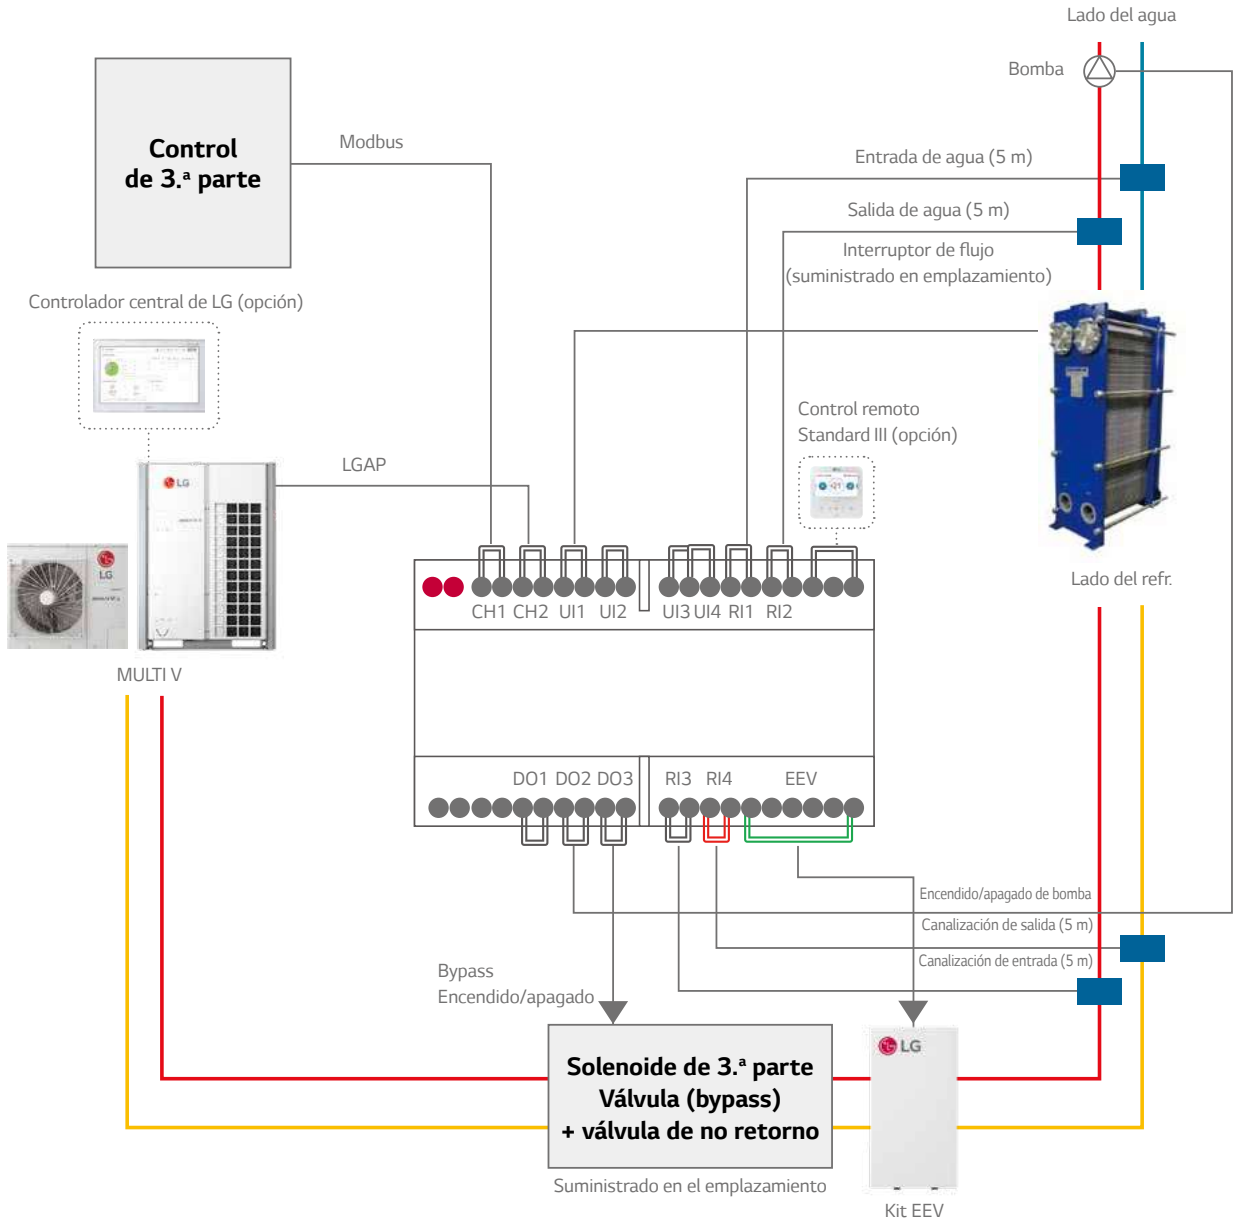 Lado del agua
Bomba
Control
de 3.ª parte
Modbus
Entrada de agua (5 m)
Salida de agua (5 m)
Interruptor de flujo
(suministrado en emplazamiento)
Controlador central de LG (opción)
Control remoto
Standard III (opción)
LGAP
LG
LG
MULTI V
Lado del refr.
CH1 CH2 UI1 UI2 UI3 UI4 RI1 RI2
DO1 DO2 DO3 RI3 RI4 EEV
Encendido/apagado de bomba
Canalización de salida (5 m)
Canalización de entrada (5 m)
Bypass
Encendido/apagado
Solenoide de 3.ª parte
Válvula (bypass)
+ válvula de no retorno
Suministrado en el emplazamiento
LG
Kit EEV